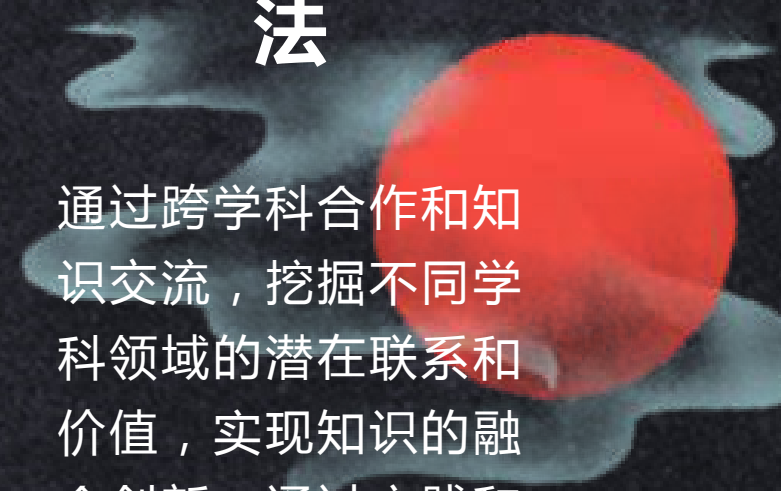 法
通过跨学科合作和知
识交流，挖掘不同学
科领域的潜在联系和
价值，实现知识的融